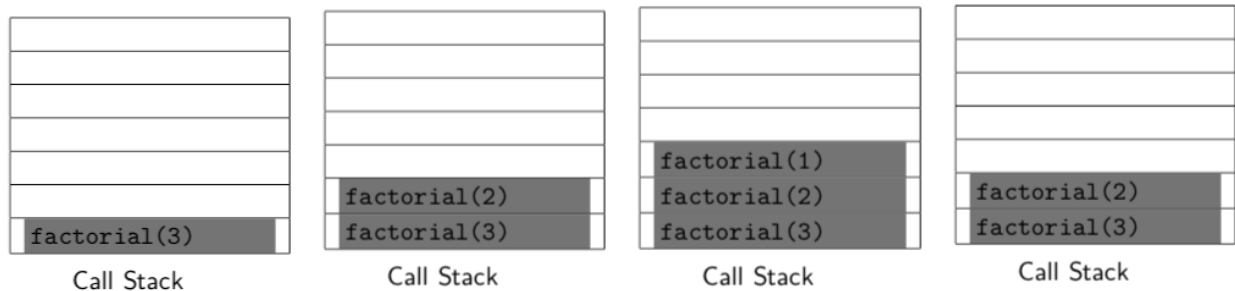 factorial(3)
Call Stack
factorial(2)
factorial(3)
Call Stack
factorial(1)
factorial(2)
factorial(3)
Call Stack
factorial(2)
factorial(3)
Call Stack